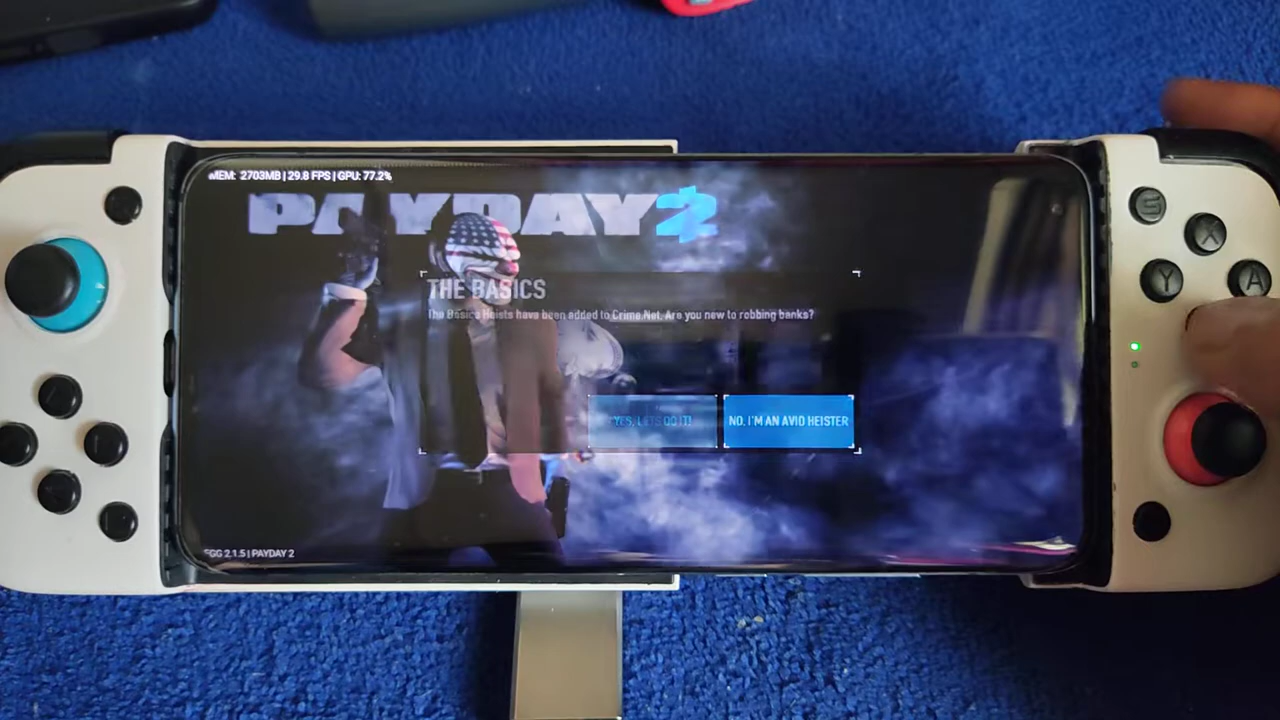 MEM: 2703MB | 29.8 FPS | GPU: 77.2%
PAYDAY 2
THE BASICS
The Basics Heists have been added to Crime Net. Are you new to robbing banks?
YES, LETS DO IT!
NO. I'M AN AVID HEISTER
EGG 2.1.5 | PAYDAY 2
S
X
Y
A